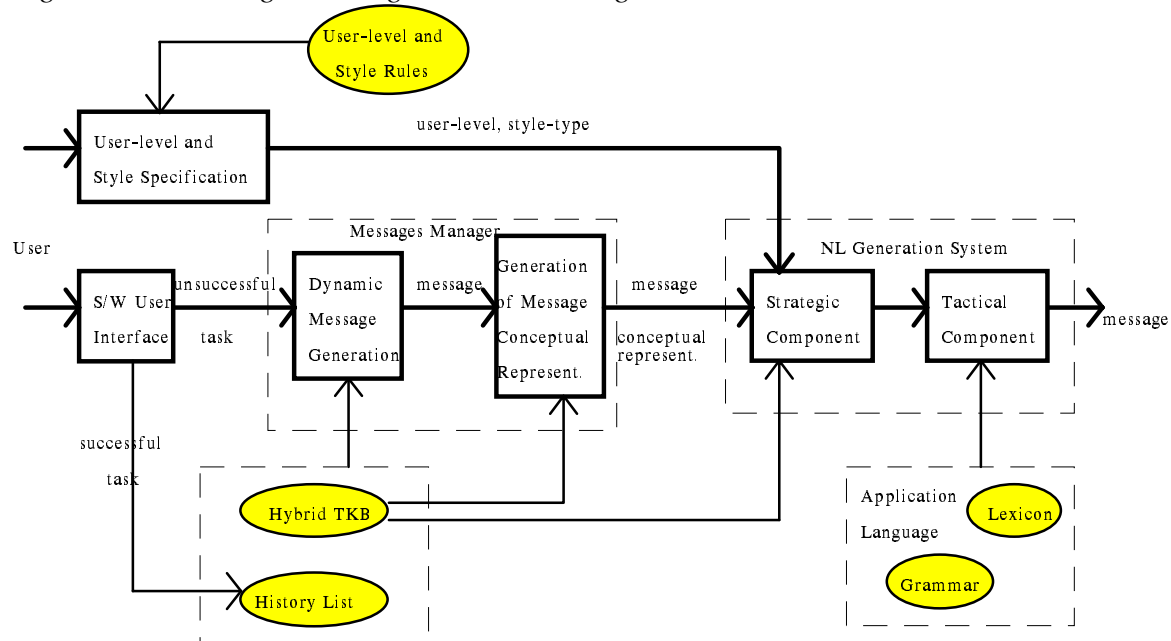 User-level and
Style Rules
user-level, style-type
User-level and
Style Specification
User
Messages Manager
NL Generation System
S/W User
Interface
unsuccessful
task
Dynamic
Message
Generation
message
Generation
of Message
Conceptual
Represent.
message
conceptual
represent.
Strategic
Component
Tactical
Component
message
successful
task
Hybrid TKB
History List
Application
Language
Lexicon
Grammar